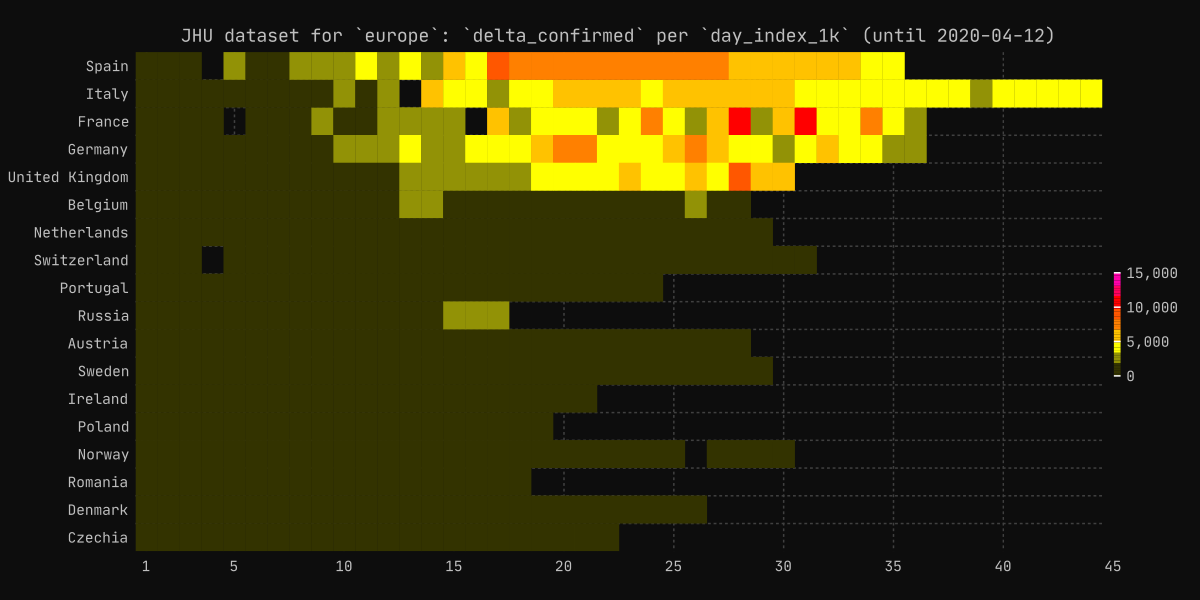 JHU dataset for `europe`: `delta_confirmed` per `day_index_1k` (until 2020-04-12)
Spain
Italy
France
Germany
United Kingdom
Belgium
Netherlands
Switzerland
Portugal
Russia
Austria
Sweden
Ireland
Poland
Norway
Romania
Denmark
Czechia
1 5 10 15 20 25 30 35 40 45
15,000
10,000
5,000
0